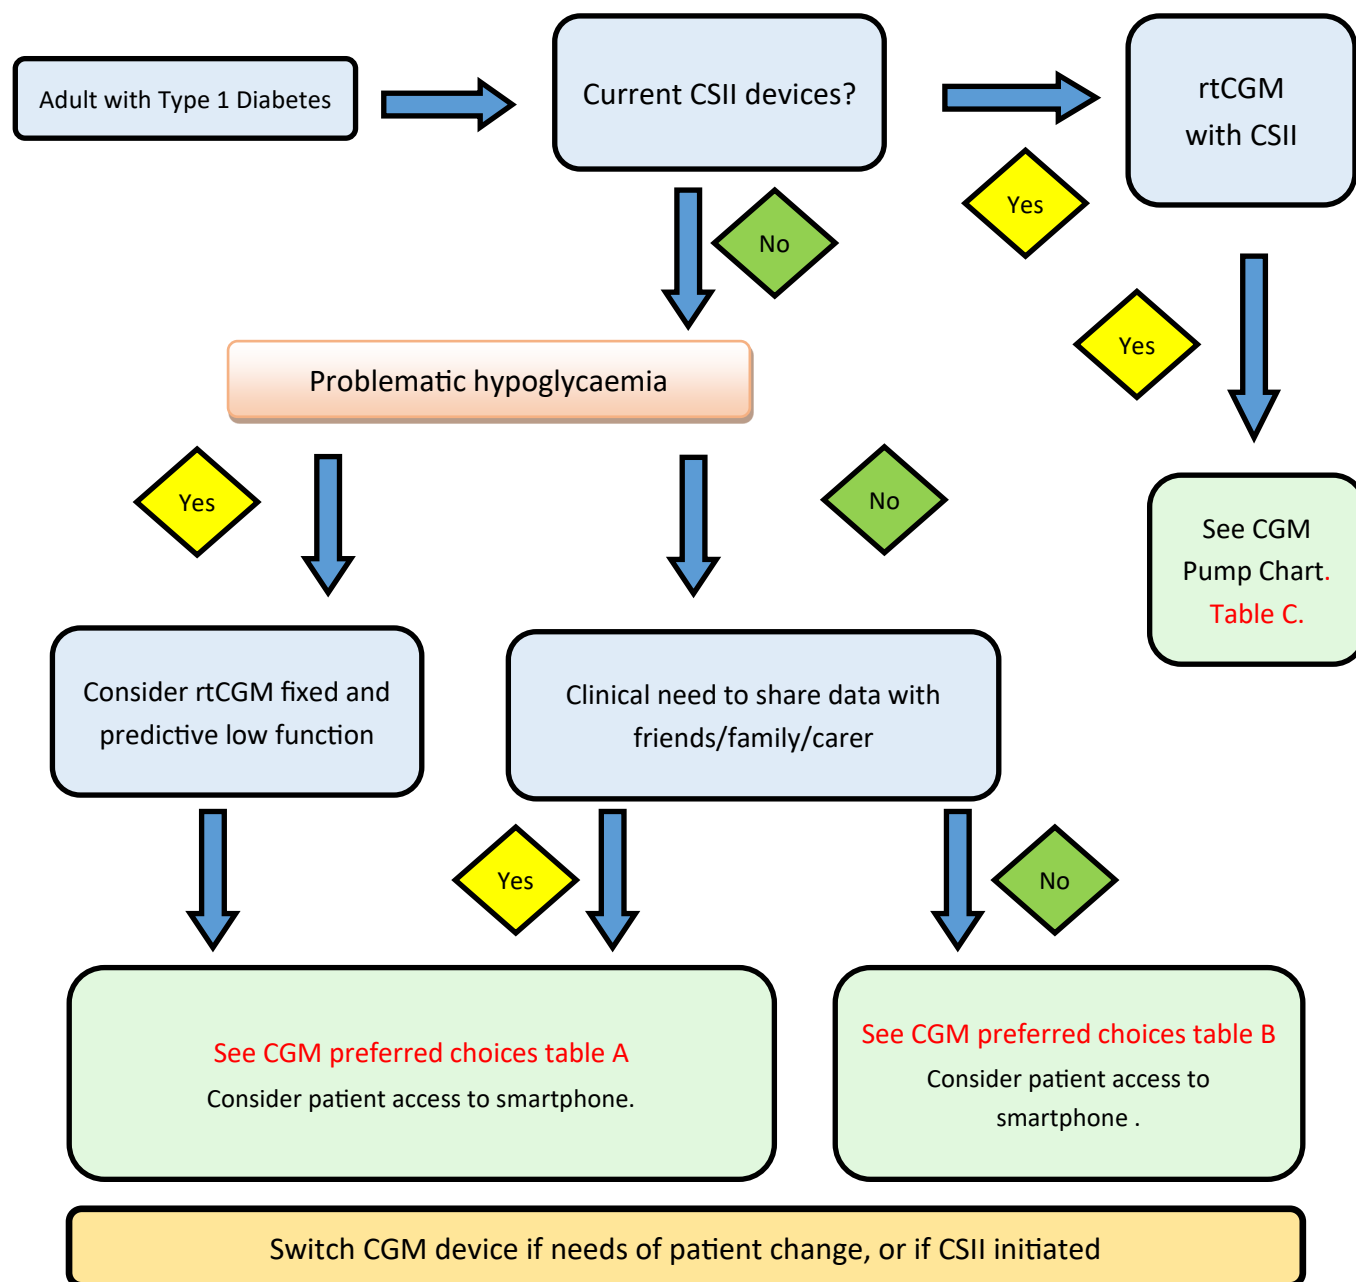 Adult with Type 1 Diabetes
Current CSII devices?
rtCGM
with CSII
Yes
No
Yes
Problematic hypoglycaemia
Yes
No
See CGM
Pump Chart.
Table C.
Consider rtCGM fixed and
predictive low function
Clinical need to share data with
friends/family/carer
Yes
No
See CGM preferred choices table A
Consider patient access to smartphone.
See CGM preferred choices table B
Consider patient access to
smartphone .
Switch CGM device if needs of patient change, or if CSII initiated